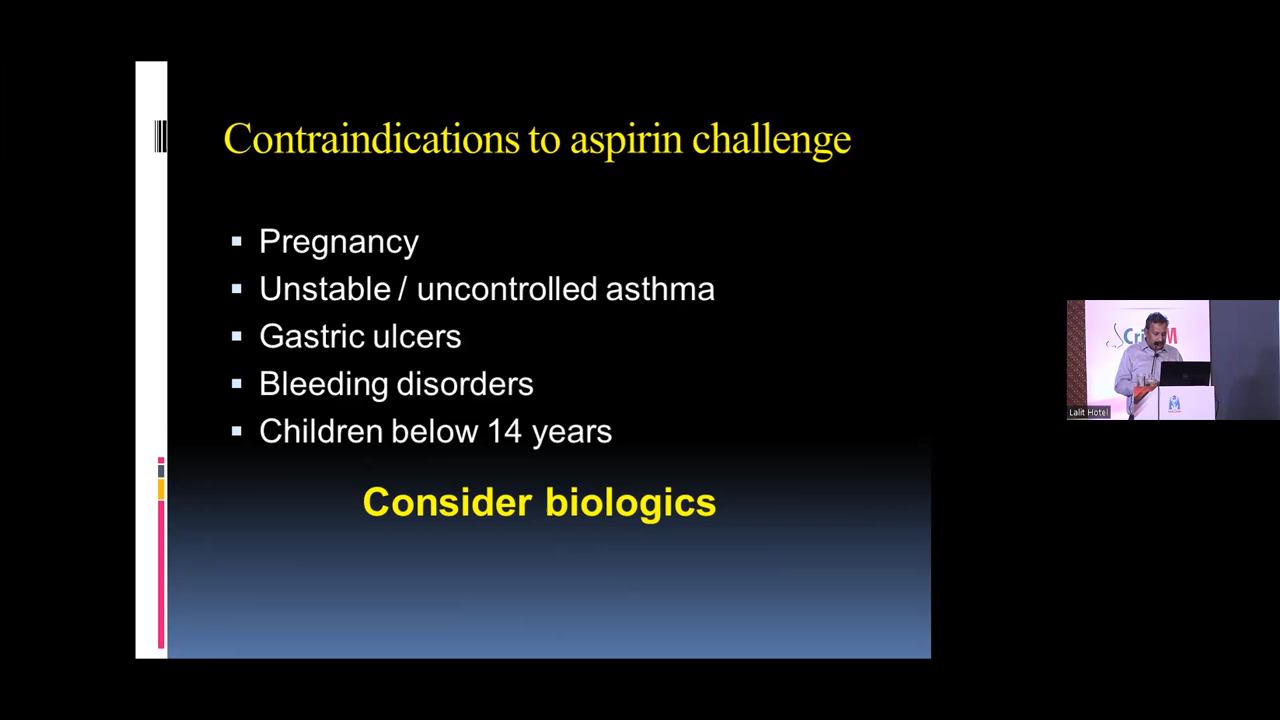 Contraindications to aspirin challenge
Pregnancy
Unstable / uncontrolled asthma
Gastric ulcers
Bleeding disorders
Children below 14 years
Consider biologics
Lalit Hotel